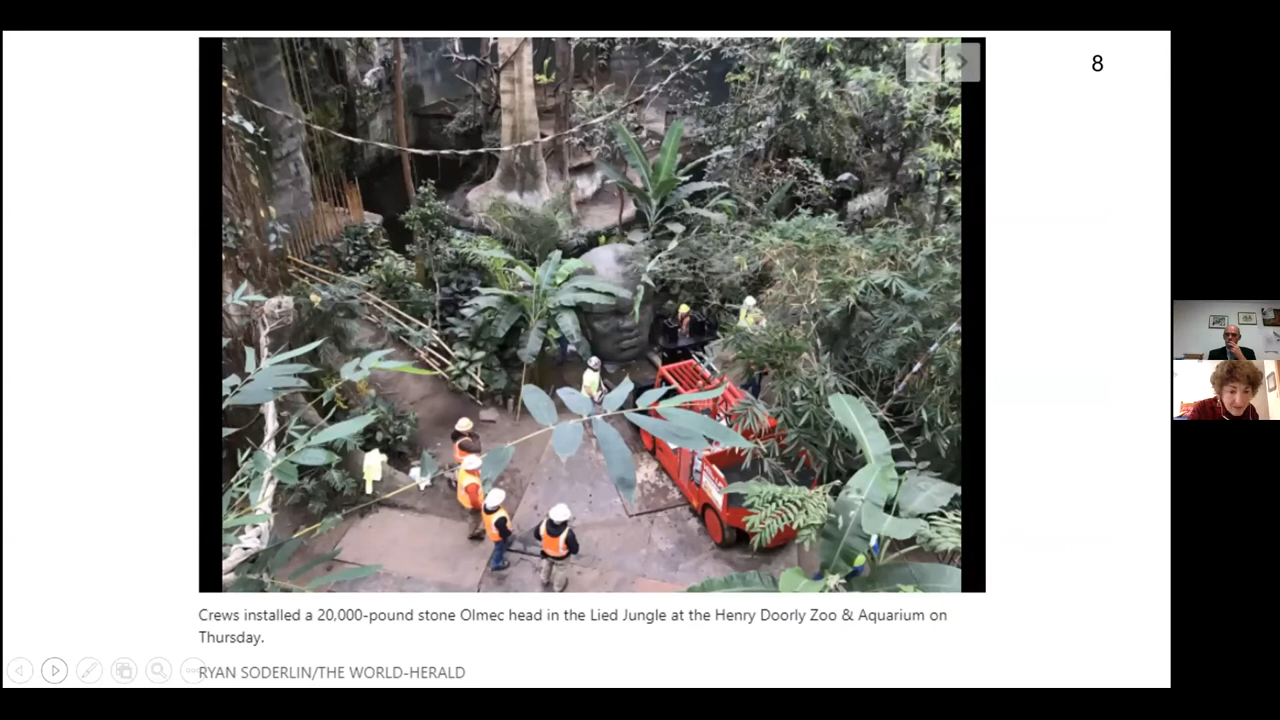 8
Crews installed a 20,000-pound stone Olmec head in the Lied Jungle at the Henry Doorly Zoo & Aquarium on
Thursday.
RYAN SODERLIN/THE WORLD-HERALD